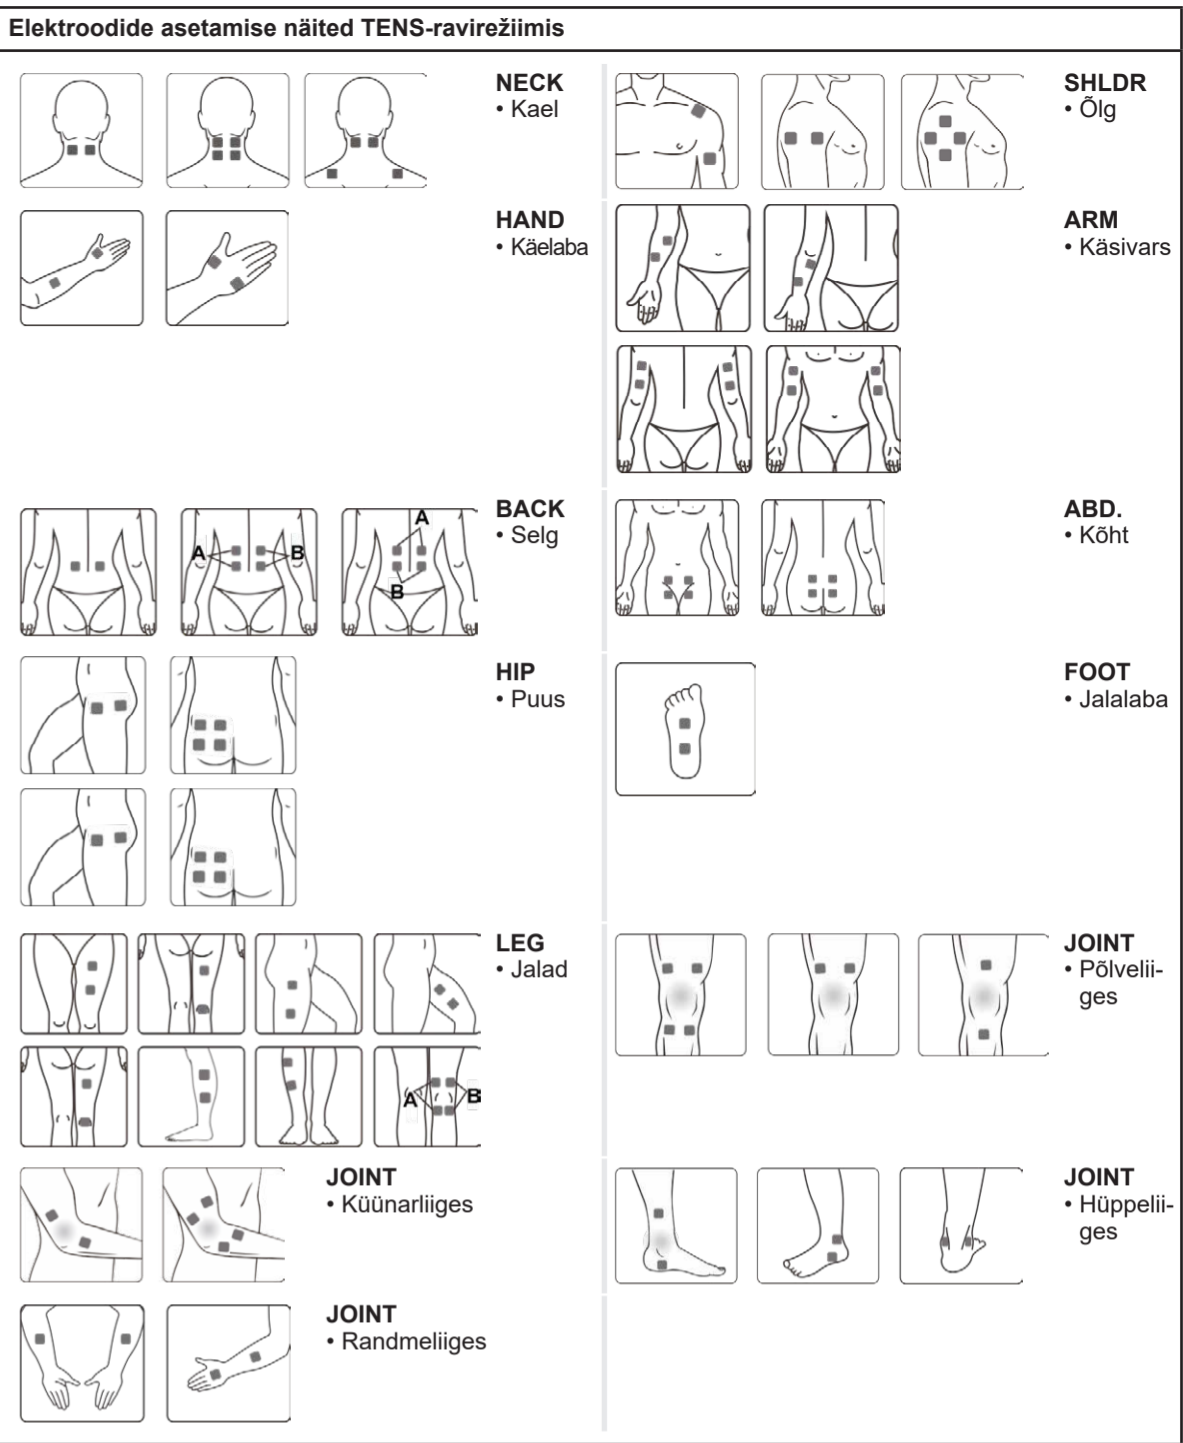 Elektroodide asetamise näited TENS-ravirežiimis
NECK
• Kael
SHLDR
• Õlg
HAND
• Käelaba
ARM
• Käsivars
BACK
• Selg
A
B
A
B
ABD.
• Kõht
HIP
• Puus
FOOT
• Jalalaba
LEG
• Jalad
A
B
JOINT
• Põlvelii-
ges
JOINT
• Küünarliiges
JOINT
• Hüppelii-
ges
JOINT
• Randmeliiges